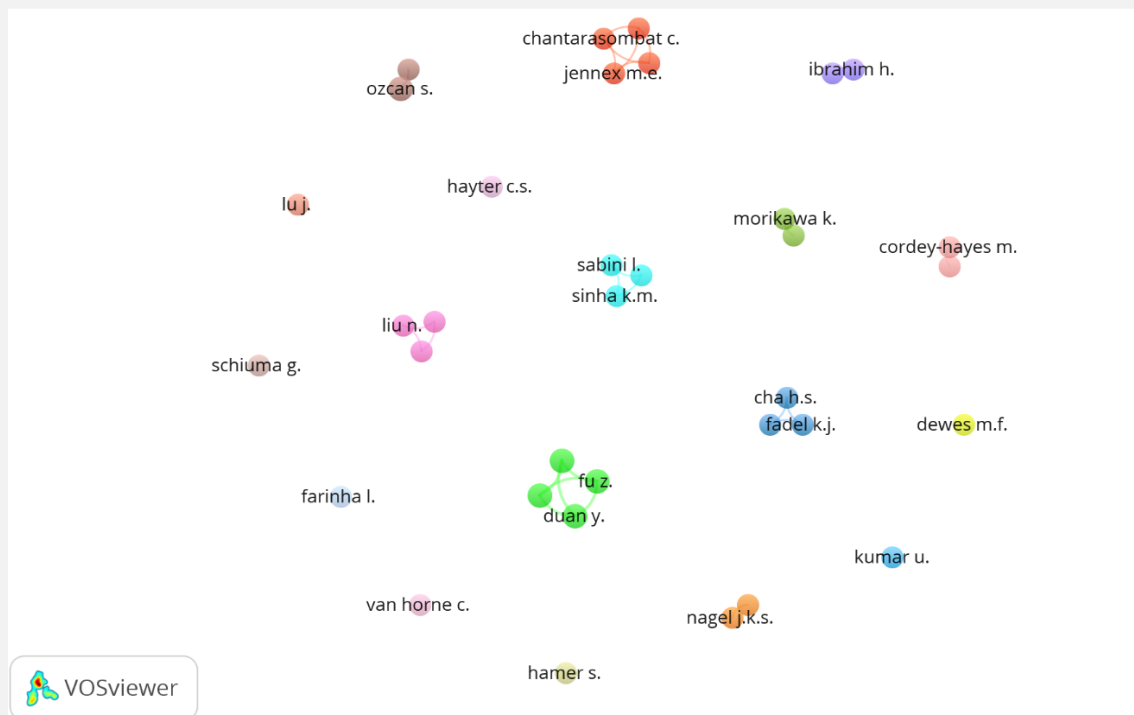 chantarasombat c.
jennex m.e.
ibrahim h.
ozcan s.
hayter c.s.
lu j.
morikawa k.
cordey-hayes m.
sabini l.
sinha k.m.
liu n.
schiuma g.
cha h.s.
fadel k.j.
dewes m.f.
fu z.
farinha l.
duan y.
kumar u.
van horne c.
nagel j.k.s.
hamer s.
VOSviewer